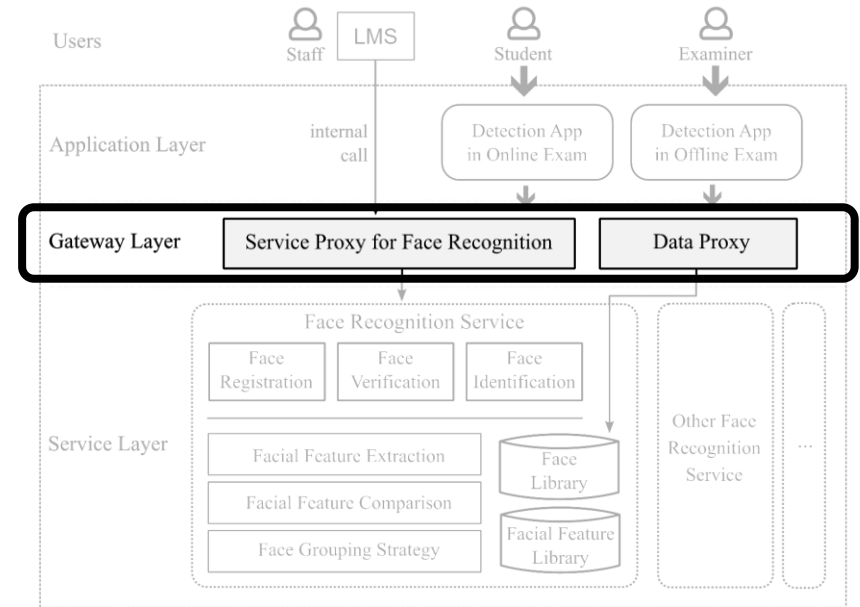 Users
Staff
LMS
Student
Examiner
Application Layer
internal
call
Detection App
in Online Exam
Detection App
in Offline Exam
Gateway Layer
Service Proxy for Face Recognition
Data Proxy
Face Recognition Service
Face
Registration
Face
Verification
Face
Identification
Service Layer
Facial Feature Extraction
Facial Feature Comparison
Face Grouping Strategy
Face
Library
Facial Feature
Library
Other Face
Recognition
Service
...